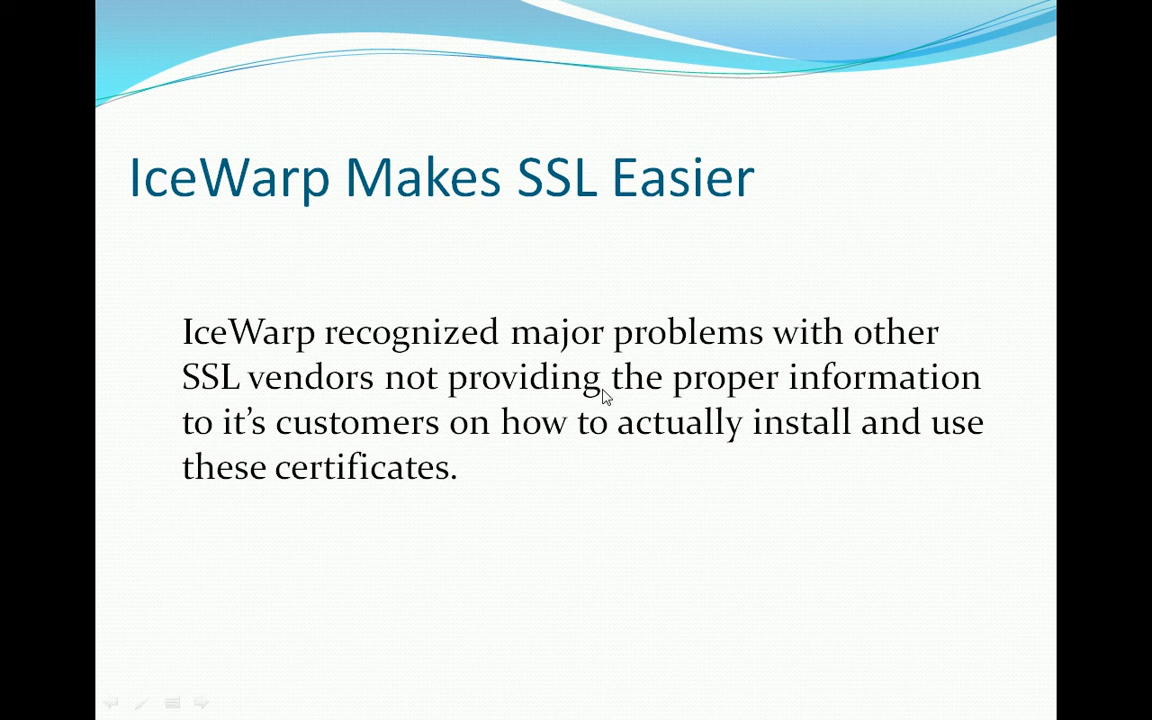 IceWarp Makes SSL Easier
IceWarp recognized major problems with other
SSL vendors not providing the proper information
to it’s customers on how to actually install and use
these certificates.